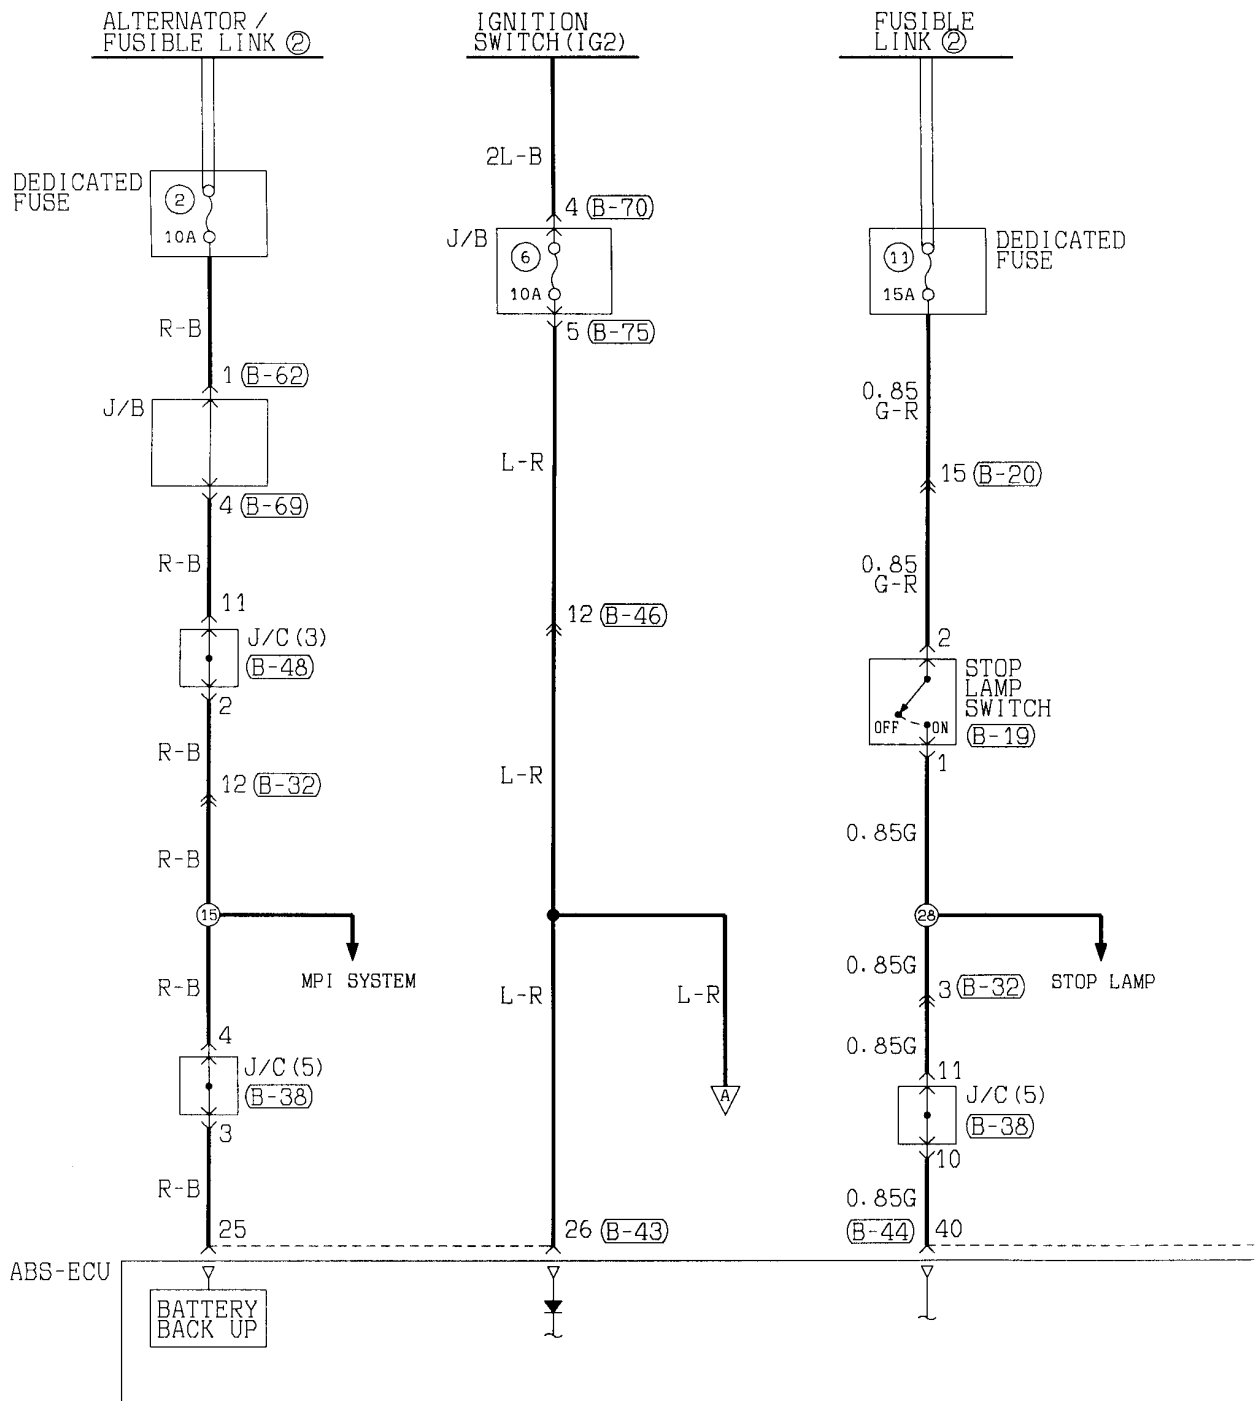 ALTERNATOR /
FUSIBLE LINK ②
IGNITION
SWITCH(IG2)
FUSIBLE
LINK ②
2L-B
DEDICATED
FUSE
2
10A
4 B-70
J/B
6
10A
5 B-75
11
15A
DEDICATED
FUSE
R-B
1 B-62
J/B
4 B-69
L-R
0.85
G-R
15 B-20
R-B
0.85
G-R
11
J/C(3)
B-48
2
12 B-46
2
STOP
LAMP
SWITCH
B-19
OFF
ON
1
R-B
12 B-32
L-R
R-B
0.85G
15
28
MPI SYSTEM
STOP LAMP
R-B
L-R
L-R
0.85G
3 B-32
0.85G
4
J/C(5)
B-38
3
A
11
J/C(5)
B-38
10
R-B
0.85G
25
26 B-43
B-44 40
ABS-ECU
BATTERY
BACK UP